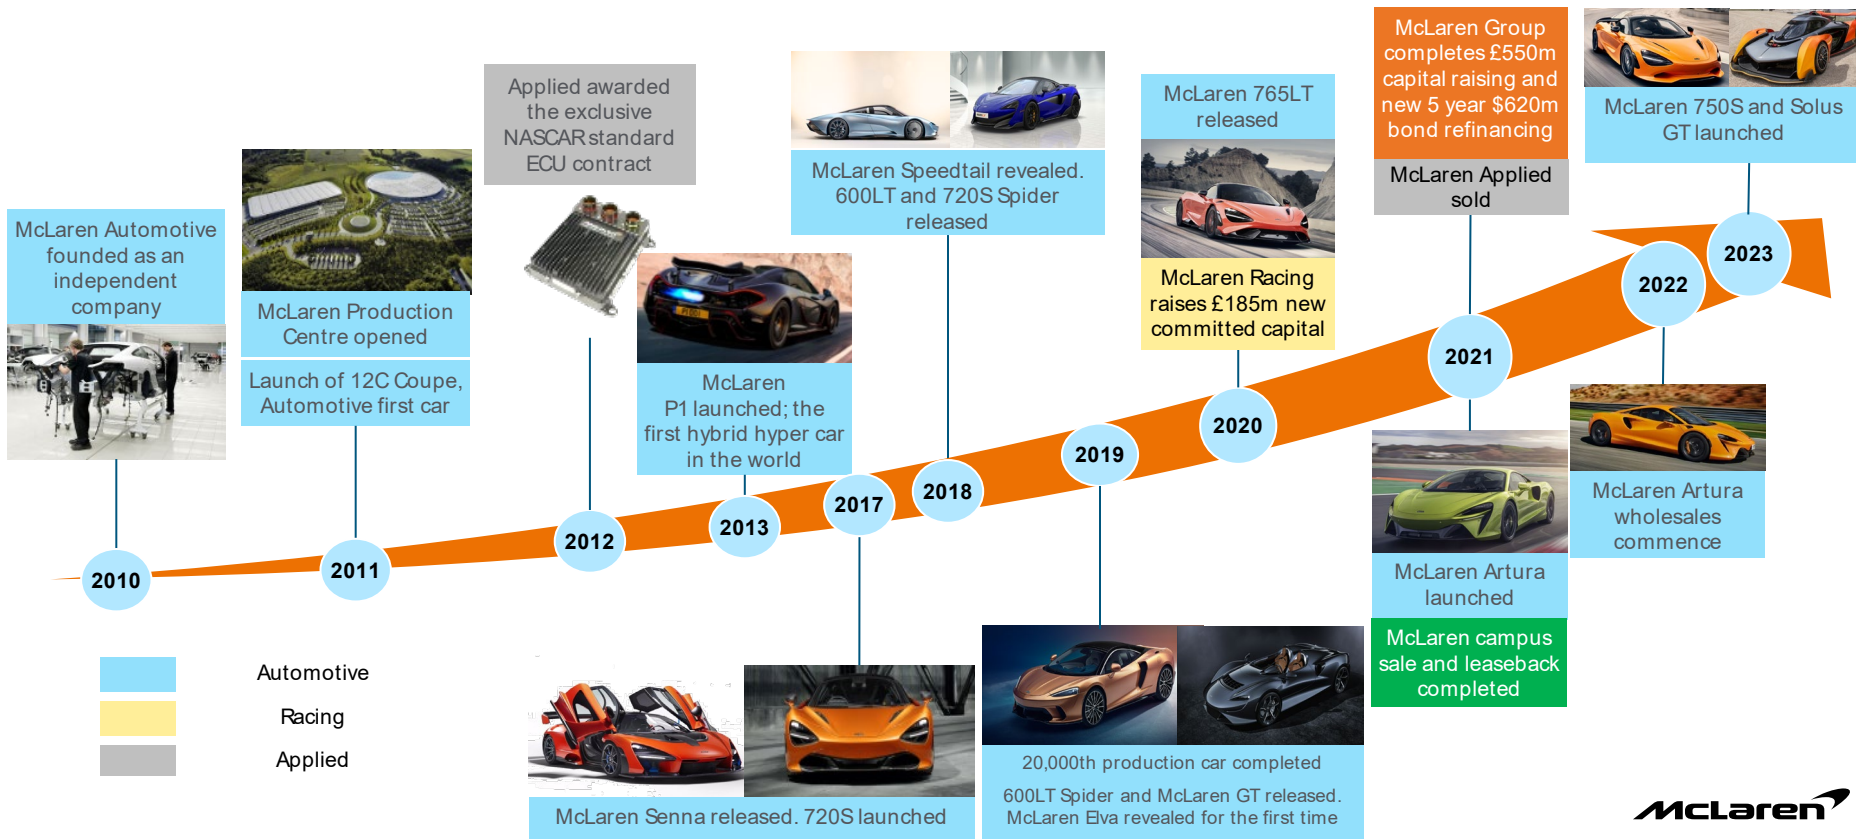 McLaren Automotive
founded as an
independent
company
2010
McLaren Production
Centre opened
Launch of 12C Coupe,
Automotive first car
2011
Applied awarded
the exclusive
NASCAR standard
ECU contract
2012
McLaren
P1 launched; the
first hybrid hyper car
in the world
2013
2017
McLaren Senna released. 720S launched
McLaren Speedtail revealed.
600LT and 720S Spider
released
2018
2019
20,000th production car completed
600LT Spider and McLaren GT released.
McLaren Elva revealed for the first time
McLaren 765LT
released
McLaren Racing
raises £185m new
committed capital
2020
McLaren Group
completes £550m
capital raising and
new 5 year $620m
bond refinancing
McLaren Applied
sold
2021
McLaren Artura
launched
McLaren campus
sale and leaseback
completed
2022
McLaren Artura
wholesales
commence
McLaren 750S and Solus
GT launched
2023
Automotive
Racing
Applied
McLaren